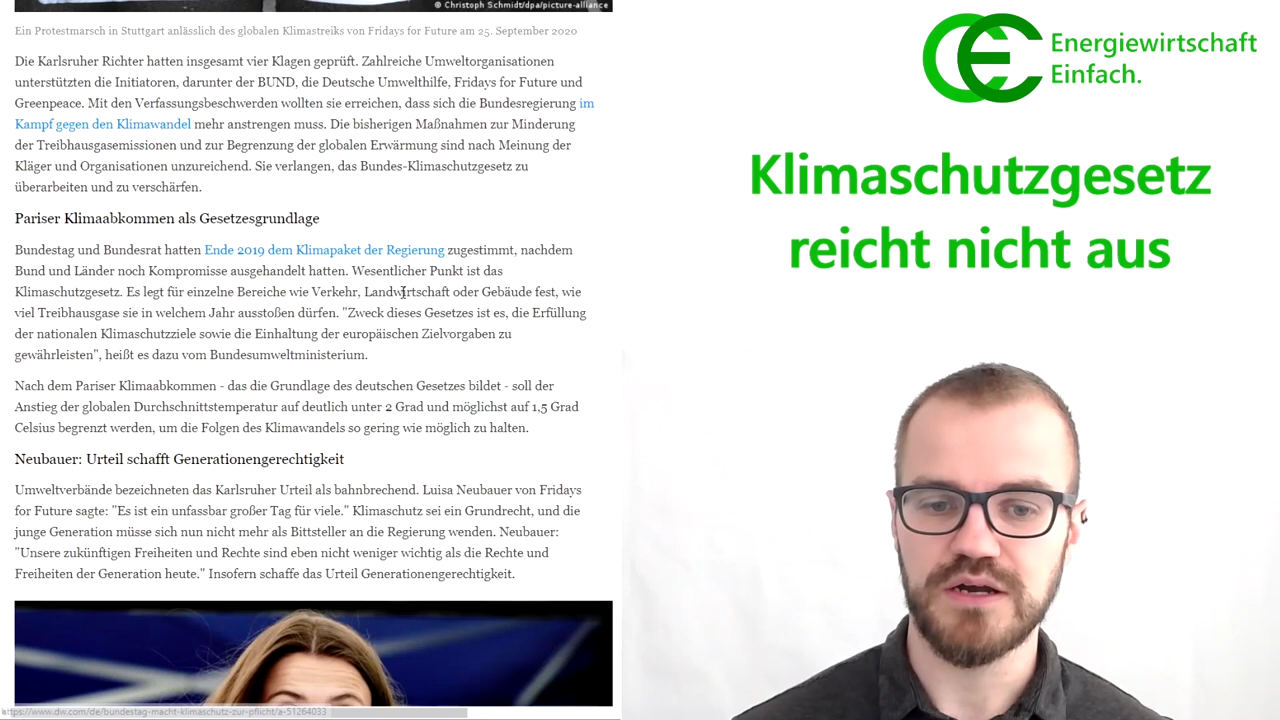 © Christoph Schmidt/dpa/picture-alliance
Ein Protestmarsch in Stuttgart anlässlich des globalen Klimastreiks von Fridays for Future am 25. September 2020
Die Karlsruher Richter hatten insgesamt vier Klagen geprüft. Zahlreiche Umweltorganisationen
unterstützten die Initiatoren, darunter der BUND, die Deutsche Umwelthilfe, Fridays for Future und
Greenpeace. Mit den Verfassungsbeschwerden wollten sie erreichen, dass sich die Bundesregierung im
Kampf gegen den Klimawandel mehr anstrengen muss. Die bisherigen Maßnahmen zur Minderung
der Treibhausgasemissionen und zur Begrenzung der globalen Erwärmung sind nach Meinung der
Kläger und Organisationen unzureichend. Sie verlangen, das Bundes-Klimaschutzgesetz zu
überarbeiten und zu verschärfen.
Pariser Klimaabkommen als Gesetzesgrundlage
Bundestag und Bundesrat hatten Ende 2019 dem Klimapaket der Regierung zugestimmt, nachdem
Bund und Länder noch Kompromisse ausgehandelt hatten. Wesentlicher Punkt ist das
Klimaschutzgesetz. Es legt für einzelne Bereiche wie Verkehr, Landwirtschaft oder Gebäude fest, wie
viel Treibhausgase sie in welchem Jahr ausstoßen dürfen. "Zweck dieses Gesetzes ist es, die Erfüllung
der nationalen Klimaschutzziele sowie die Einhaltung der europäischen Zielvorgaben zu
gewährleisten", heißt es dazu vom Bundesumweltministerium.
Nach dem Pariser Klimaabkommen - das die Grundlage des deutschen Gesetzes bildet - soll der
Anstieg der globalen Durchschnittstemperatur auf deutlich unter 2 Grad und möglichst auf 1,5 Grad
Celsius begrenzt werden, um die Folgen des Klimawandels so gering wie möglich zu halten.
Neubauer: Urteil schafft Generationengerechtigkeit
Umweltverbände bezeichneten das Karlsruher Urteil als bahnbrechend. Luisa Neubauer von Fridays
for Future sagte: "Es ist ein unfassbar großer Tag für viele." Klimaschutz sei ein Grundrecht, und die
junge Generation müsse sich nun nicht mehr als Bittsteller an die Regierung wenden. Neubauer:
"Unsere zukünftigen Freiheiten und Rechte sind eben nicht weniger wichtig als die Rechte und
Freiheiten der Generation heute." Insofern schaffe das Urteil Generationengerechtigkeit.
https://www.dw.com/de/bundestag-macht-klimaschutz-zur-pflicht/a-51264033
Energiewirtschaft
Einfach.
Klimaschutzgesetz
reicht nicht aus